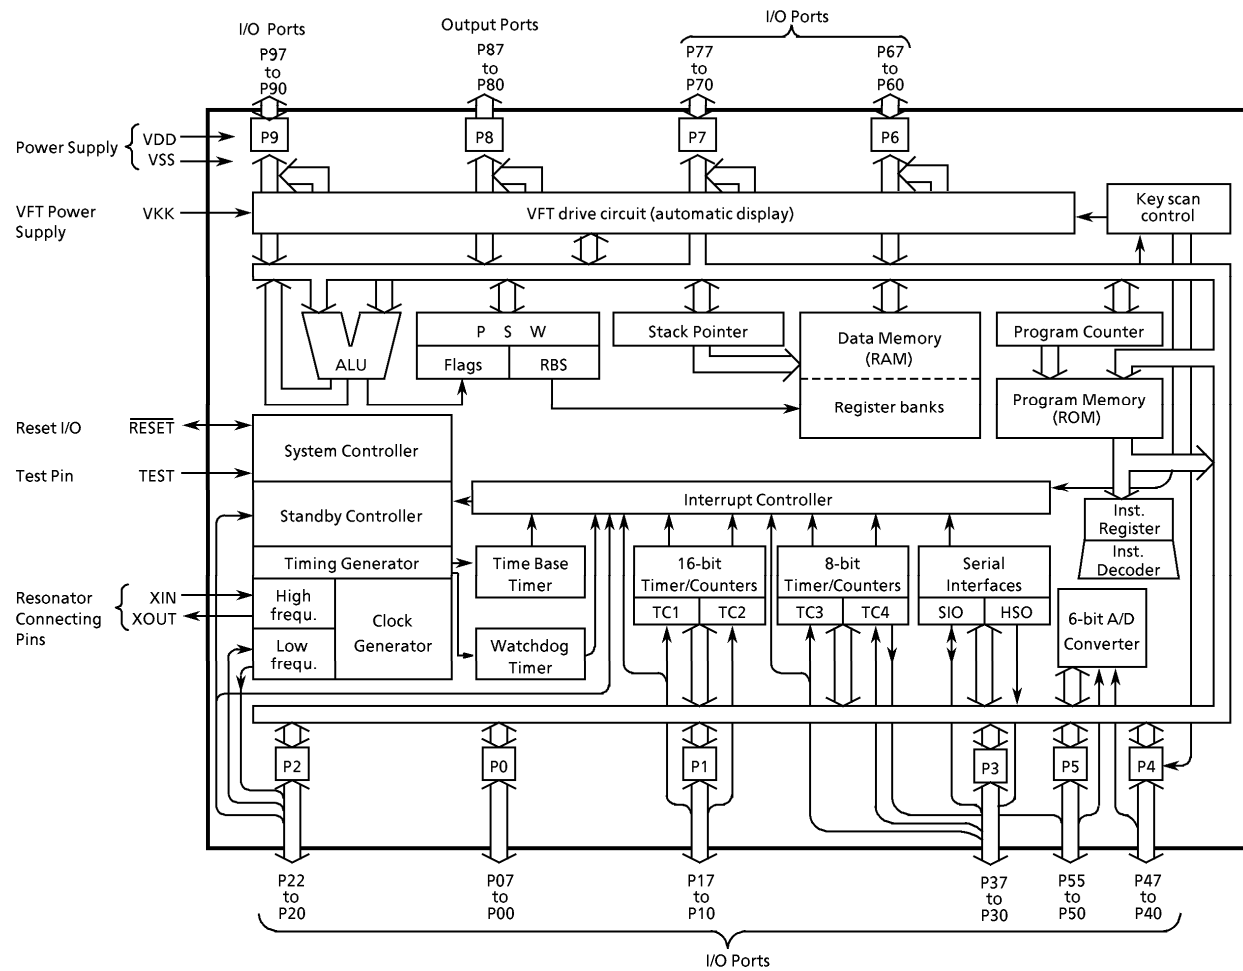 I/O Ports
Output Ports
I/O Ports
P97
to
P90
P87
to
P80
P77
to
P70
P67
to
P60
Power Supply
VDD
VSS
P9
P8
P7
P6
VFT Power
Supply
VKK
VFT drive circuit (automatic display)
Key scan
control
ALU
P S W
Flags
RBS
Stack Pointer
Data Memory
(RAM)
Register banks
Program Counter
Program Memory
(ROM)
Reset I/O
RESET
System Controller
Test Pin
TEST
Standby Controller
Interrupt Controller
Inst.
Register
Inst.
Decoder
Timing Generator
Time Base
Timer
16-bit
Timer/Counters
TC1
TC2
8-bit
Timer/Counters
TC3
TC4
Serial
Interfaces
SIO
HSO
Resonator
Connecting
Pins
XIN
XOUT
High
frequ.
Low
frequ.
Clock
Generator
Watchdog
Timer
6-bit A/D
Converter
P2
P0
P1
P3
P5
P4
P22
to
P20
P07
to
P00
P17
to
P10
P37
to
P30
P55
to
P50
P47
to
P40
I/O Ports